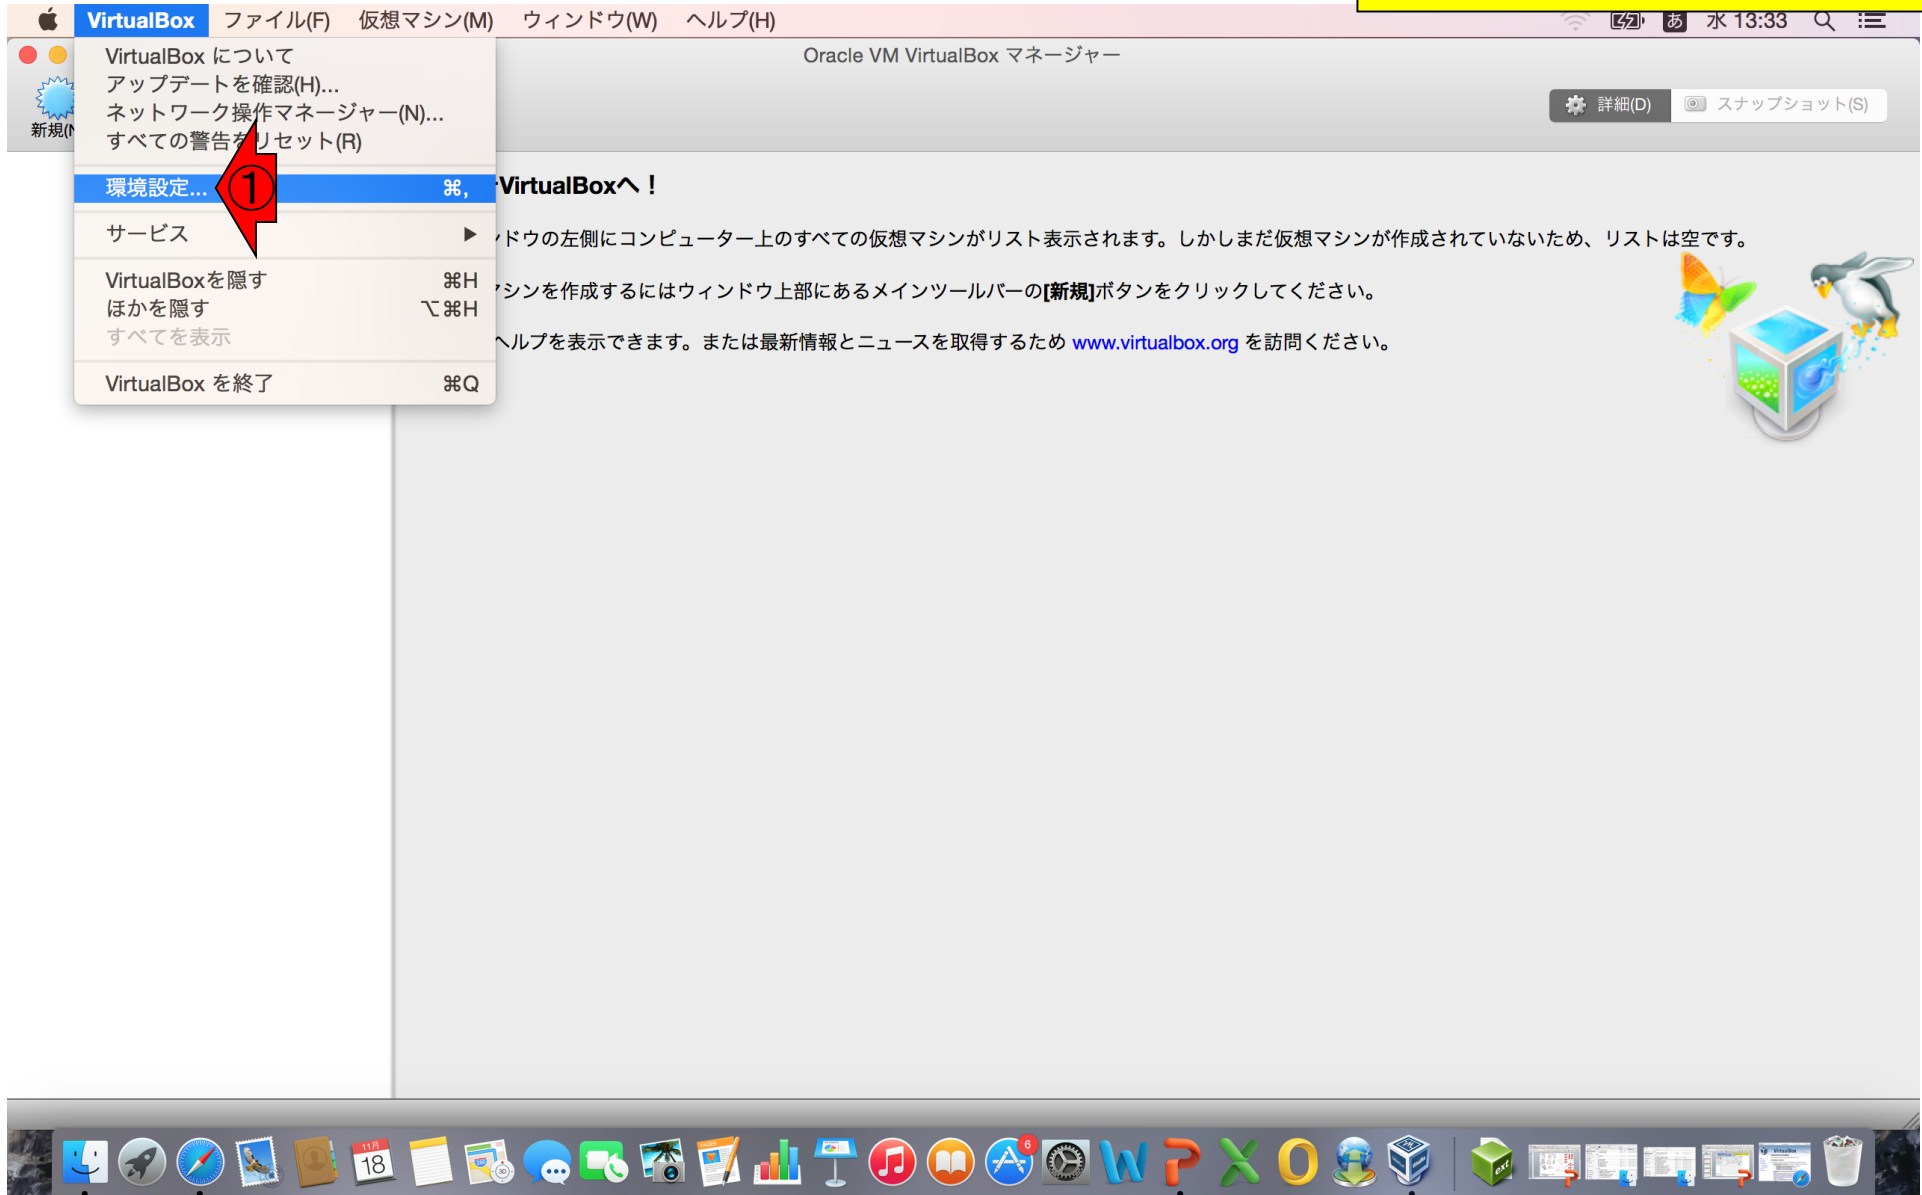 VirtualBox ファイル(F) 仮想マシン(M) ウィンドウ(W) ヘルプ(H) あ 水 13:33
Oracle VM VirtualBox マネージャー
VirtualBox について
アップデートを確認(H)...
ネットワーク操作マネージャー(N)...
すべての警告をリセット(R)
環境設定... ⌘,
①
サービス ▶
VirtualBoxを隠す ⌘H
ほかを隠す ⌥⌘H
すべてを表示
VirtualBox を終了 ⌘Q
新規(N
詳細(D) スナップショット(S)
VirtualBoxへ！
ドウの左側にコンピューター上のすべての仮想マシンがリスト表示されます。しかしまだ仮想マシンが作成されていないため、リストは空です。
シンを作成するにはウィンドウ上部にあるメインツールバーの[新規]ボタンをクリックしてください。
ヘルプを表示できます。または最新情報とニュースを取得するため www.virtualbox.org を訪問ください。
11月
18
6
PAGES
ext
VirtualBox